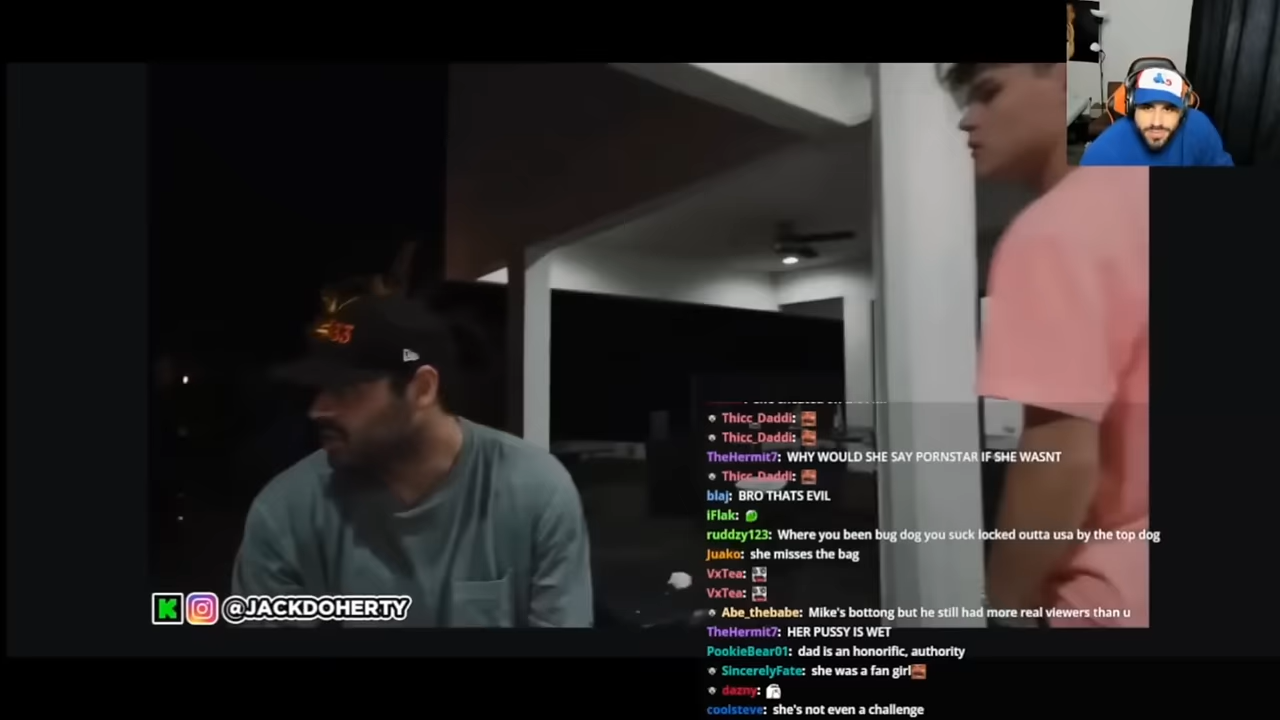 33
Thicc_Daddi:
Thicc_Daddi:
TheHermit7: WHY WOULD SHE SAY PORNSTAR IF SHE WASNT
Thicc_Daddi:
blaj: BRO THATS EVIL
iFlak:
ruddzy123: Where you been bug dog you suck locked outta usa by the top dog
Juako: she misses the bag
VxTea:
VxTea:
Abe_thebabe: Mike's bottong but he still had more real viewers than u
TheHermit7: HER PUSSY IS WET
PookieBear01: dad is an honorific, authority
SincerelyFate: she was a fan girl
dazny:
coolsteve: she's not even a challenge
K @JACKDOHERTY